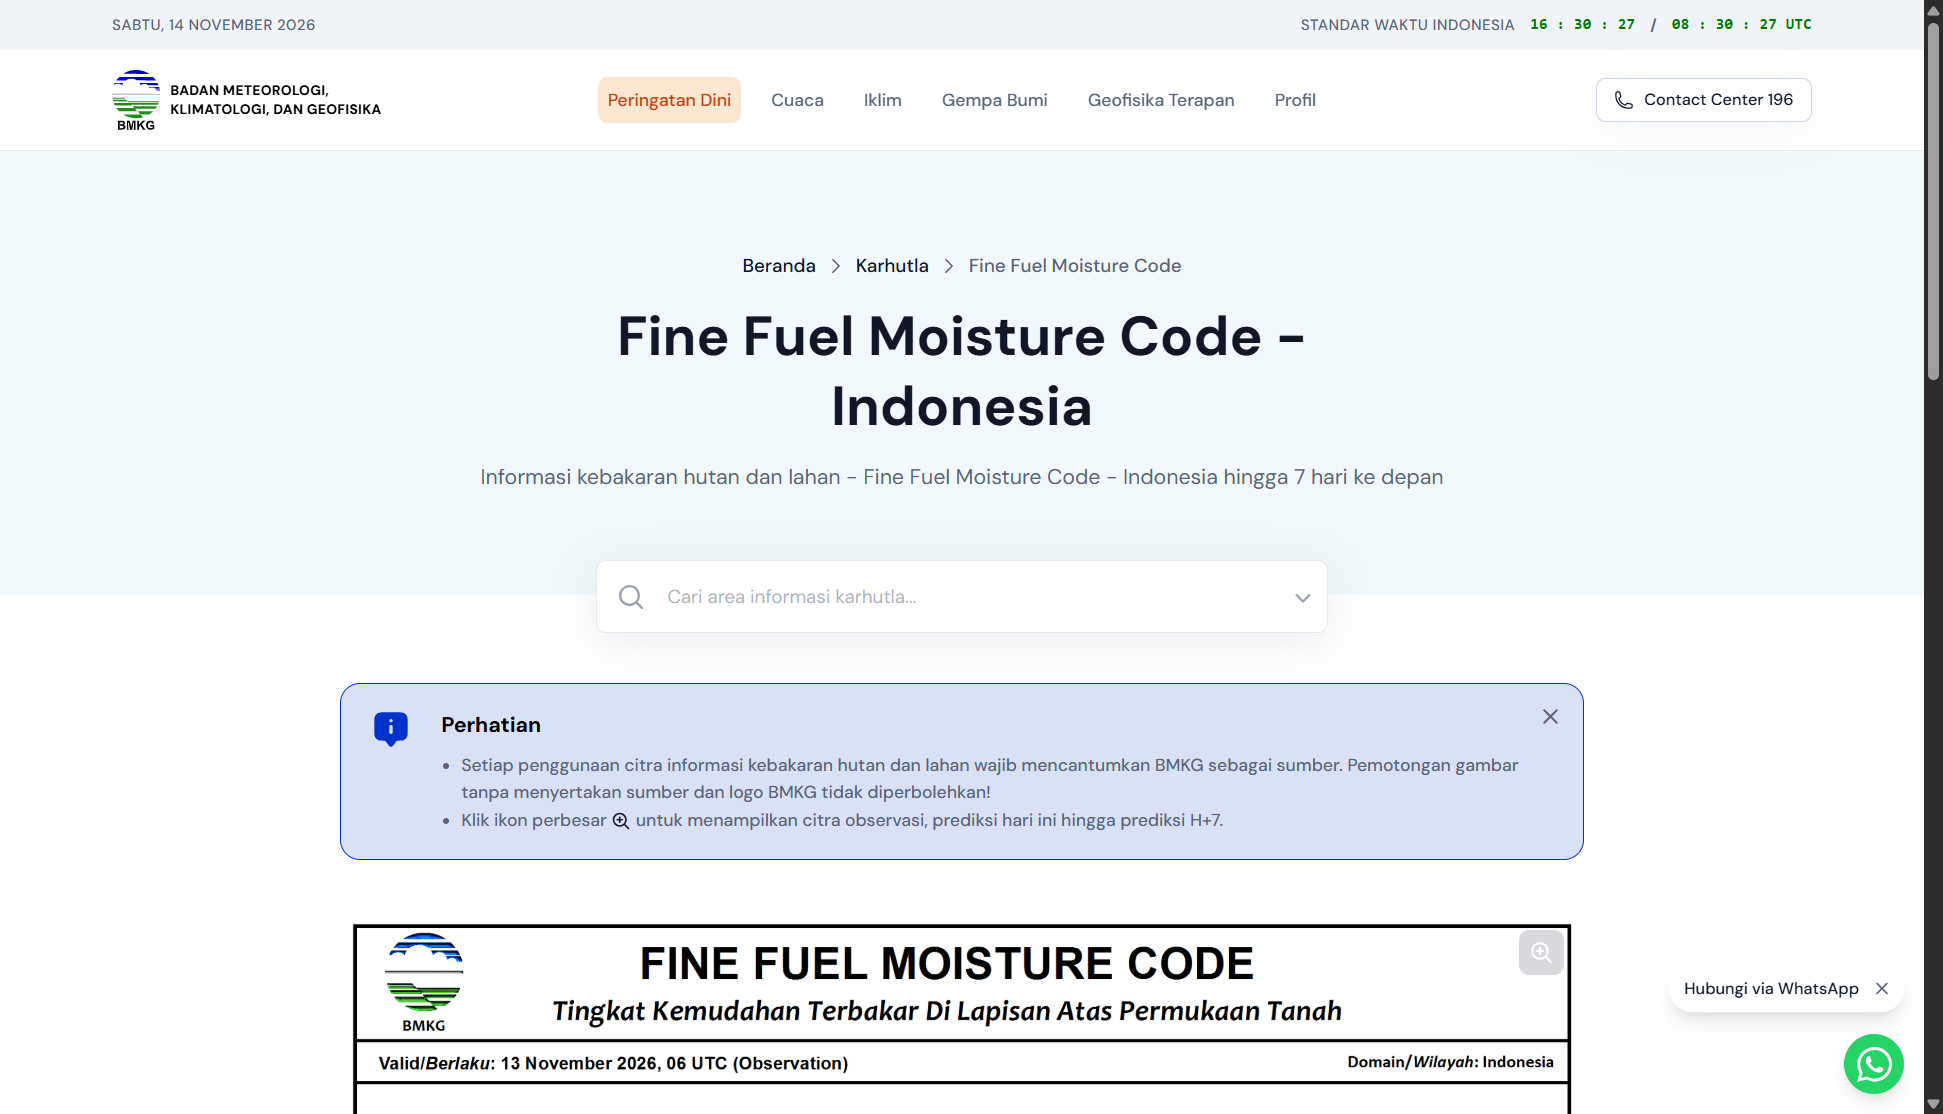 SABTU, 14 NOVEMBER 2026
STANDAR WAKTU INDONESIA 16 : 30 : 27 / 08 : 30 : 27 UTC
BMKG
BADAN METEOROLOGI,
KLIMATOLOGI, DAN GEOFISIKA
Peringatan Dini
Cuaca
Iklim
Gempa Bumi
Geofisika Terapan
Profil
Contact Center 196
Beranda > Karhutla > Fine Fuel Moisture Code
Fine Fuel Moisture Code -
Indonesia
Informasi kebakaran hutan dan lahan - Fine Fuel Moisture Code - Indonesia hingga 7 hari ke depan
Cari area informasi karhutla...
Perhatian
• Setiap penggunaan citra informasi kebakaran hutan dan lahan wajib mencantumkan BMKG sebagai sumber. Pemotongan gambar
tanpa menyertakan sumber dan logo BMKG tidak diperbolehkan!
• Klik ikon perbesar untuk menampilkan citra observasi, prediksi hari ini hingga prediksi H+7.
BMKG
FINE FUEL MOISTURE CODE
Tingkat Kemudahan Terbakar Di Lapisan Atas Permukaan Tanah
Valid/Berlaku: 13 November 2026, 06 UTC (Observation)
Domain/Wilayah: Indonesia
Hubungi via WhatsApp